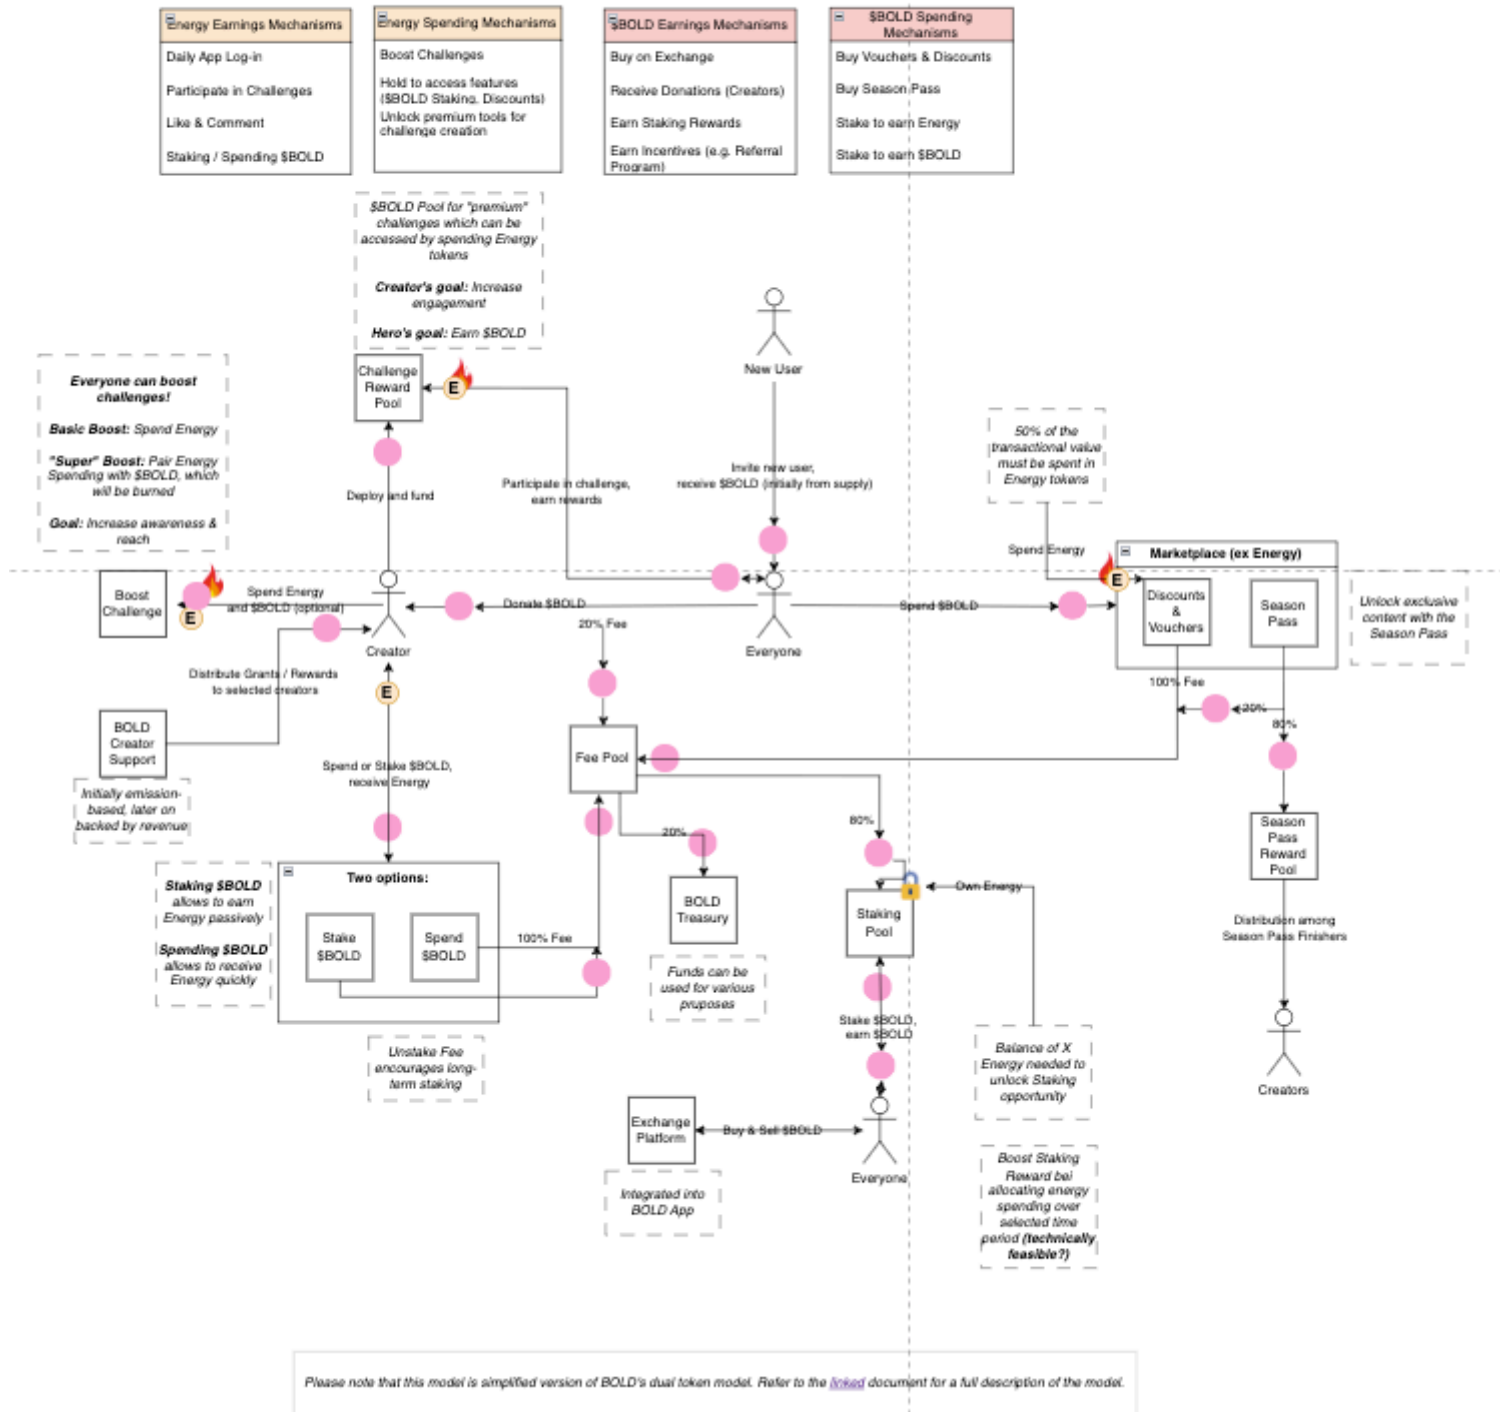 Energy Earnings Mechanisms
Daily App Log-in
Participate in Challenges
Like & Comment
Staking / Spending $BOLD
Energy Spending Mechanisms
Boost Challenges
Hold to access features
($BOLD Staking, Discounts)
Unlock premium tools for
challenge creation
$BOLD Earnings Mechanisms
Buy on Exchange
Receive Donations (Creators)
Earn Staking Rewards
Earn Incentives (e.g. Referral
Program)
$BOLD Spending
Mechanisms
Buy Vouchers & Discounts
Buy Season Pass
Stake to earn Energy
Stake to earn $BOLD
$BOLD Pool for "premium"
challenges which can be
accessed by spending Energy
tokens
Creator's goal: Increase
engagement
Hero's goal: Earn $BOLD
New User
Everyone can boost
challenges!
Basic Boost: Spend Energy
"Super" Boost: Pair Energy
Spending with $BOLD, which
will be burned
Goal: Increase awareness &
reach
Challenge
Reward
Pool
E
Deploy and fund
Participate in challenge,
earn rewards
Invite new user,
receive $BOLD (initially from supply)
50% of the
transactional value
must be spent in
Energy tokens
Spend Energy
Marketplace (ex Energy)
E
Discounts
&
Vouchers
Season
Pass
Unlock exclusive
content with the
Season Pass
Boost
Challenge
E
Spend Energy
and $BOLD (optional)
Creator
Donate $BOLD
20% Fee
Everyone
Spend $BOLD
Distribute Grants / Rewards
to selected creators
E
100% Fee
20%
80%
BOLD
Creator
Support
Initially emission-
based, later on
backed by revenue
Spend or Stake $BOLD,
receive Energy
Fee Pool
20%
80%
Season
Pass
Reward
Pool
Staking $BOLD
allows to earn
Energy passively
Spending $BOLD
allows to receive
Energy quickly
Two options:
Stake
$BOLD
Spend
$BOLD
100% Fee
BOLD
Treasury
Funds can be
used for various
pruposes
Staking
Pool
Own Energy
Distribution among
Season Pass Finishers
Stake $BOLD,
earn $BOLD
Unstake Fee
encourages long-
term staking
Balance of X
Energy needed to
unlock Staking
opportunity
Creators
Exchange
Platform
Buy & Sell $BOLD
Everyone
Integrated into
BOLD App
Boost Staking
Reward bei
allocating energy
spending over
selected time
period (technically
feasible?)
Please note that this model is simplified version of BOLD's dual token model. Refer to the linked document for a full description of the model.